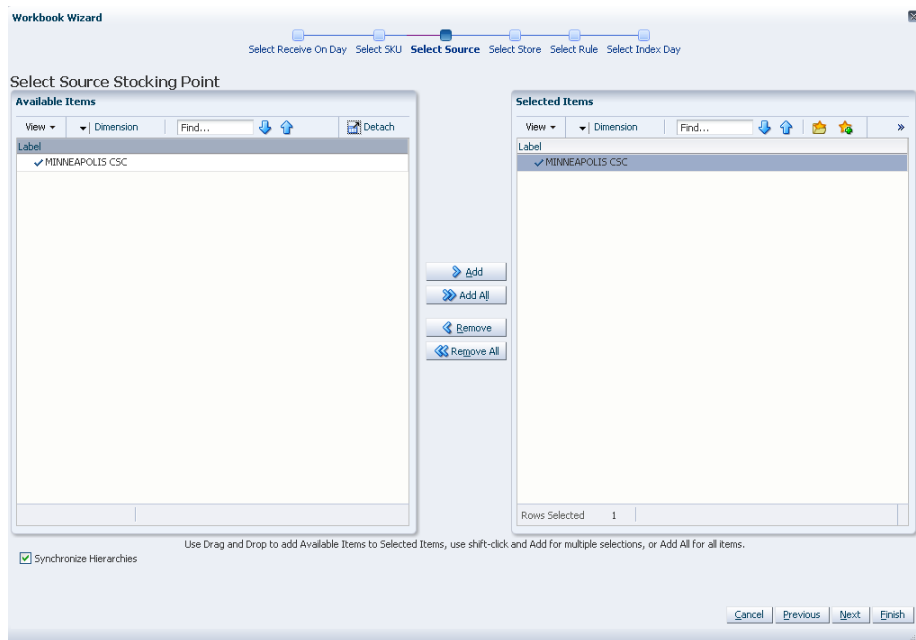 Workbook Wizard
Select Receive On Day Select SKU Select Source Select Store Select Rule Select Index Day
Select Source Stocking Point
Available Items
View Dimension Find... Detach
Label
MINNEAPOLIS CSC
Add
Add All
Remove
Remove All
Selected Items
View Dimension Find... »
Label
MINNEAPOLIS CSC
Rows Selected 1
Use Drag and Drop to add Available Items to Selected Items, use shift-click and Add for multiple selections, or Add All for all items.
Synchronize Hierarchies
Cancel Previous Next Finish